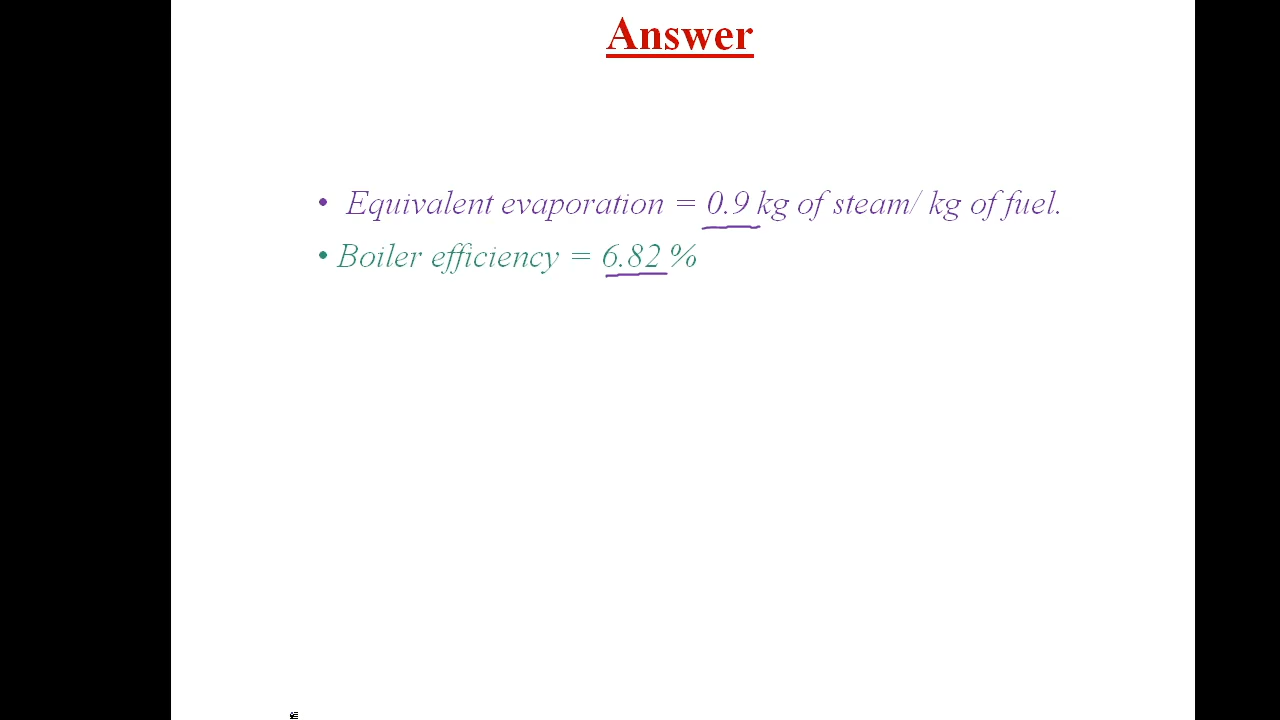 Answer
• Equivalent evaporation = 0.9 kg of steam/ kg of fuel.
• Boiler efficiency = 6.82 %